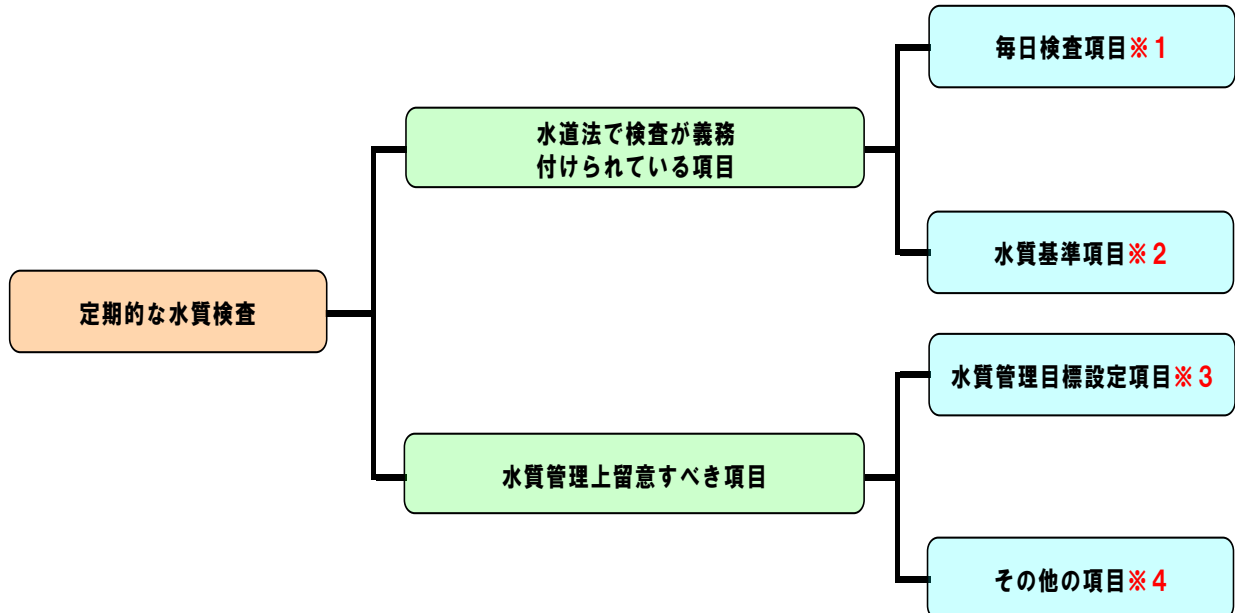 毎日検査項目※1
水道法で検査が義務
付けられている項目
水質基準項目※2
定期的な水質検査
水質管理目標設定項目※3
水質管理上留意すべき項目
その他の項目※4